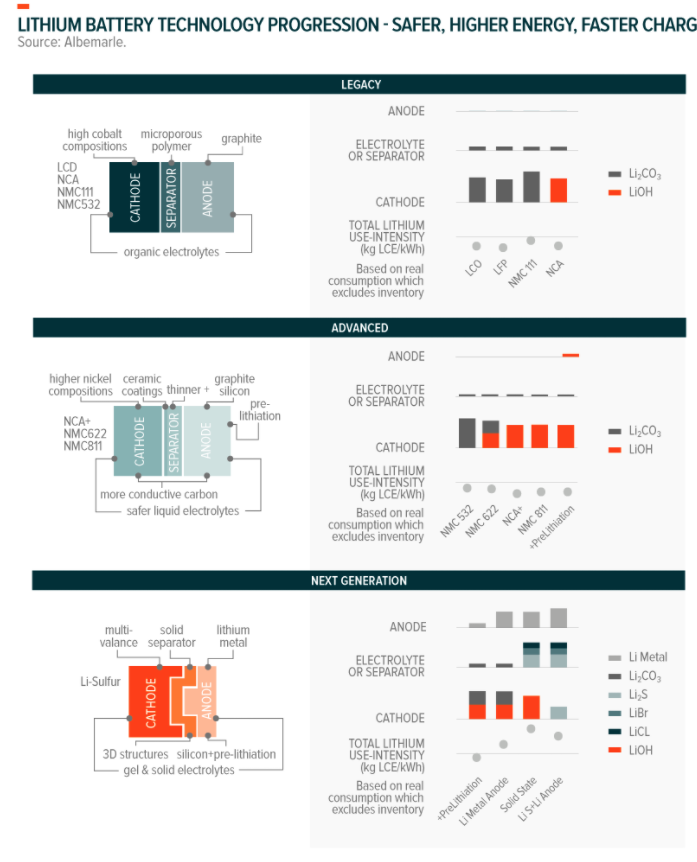 LITHIUM BATTERY TECHNOLOGY PROGRESSION - SAFER, HIGHER ENERGY, FASTER CHARG
Source: Albemarle.
LEGACY
high cobalt
compositions
microporous
polymer
graphite
LCD
NCA
NMC111
NMC532
CATHODE
SEPARATOR
ANODE
organic electrolytes
ANODE
ELECTROLYTE
OR SEPARATOR
CATHODE
TOTAL LITHIUM
USE-INTENSITY
(kg LCE/kWh)
Based on real
consumption which
excludes inventory
LCO
LFP
NMC 111
NCA
Li₂CO₃
LiOH
ADVANCED
higher nickel
compositions
ceramic
coatings
thinner +
graphite
silicon
pre-
lithiation
NCA+
NMC622
NMC811
CATHODE
SEPARATOR
ANODE
more conductive carbon
safer liquid electrolytes
ANODE
ELECTROLYTE
OR SEPARATOR
CATHODE
TOTAL LITHIUM
USE-INTENSITY
(kg LCE/kWh)
Based on real
consumption which
excludes inventory
NMC 532
NMC 622
NCA+
NMC 811
+PreLithiation
Li₂CO₃
LiOH
NEXT GENERATION
multi-
valance
solid
separator
lithium
metal
Li-Sulfur
CATHODE
ANODE
3D structures
silicon+pre-lithiation
gel & solid electrolytes
ANODE
ELECTROLYTE
OR SEPARATOR
CATHODE
TOTAL LITHIUM
USE-INTENSITY
(kg LCE/kWh)
Based on real
consumption which
excludes inventory
+PreLithiation
Li Metal Anode
Solid State
Li S+Li Anode
Li Metal
Li₂CO₃
Li₂S
LiBr
LiCL
LiOH